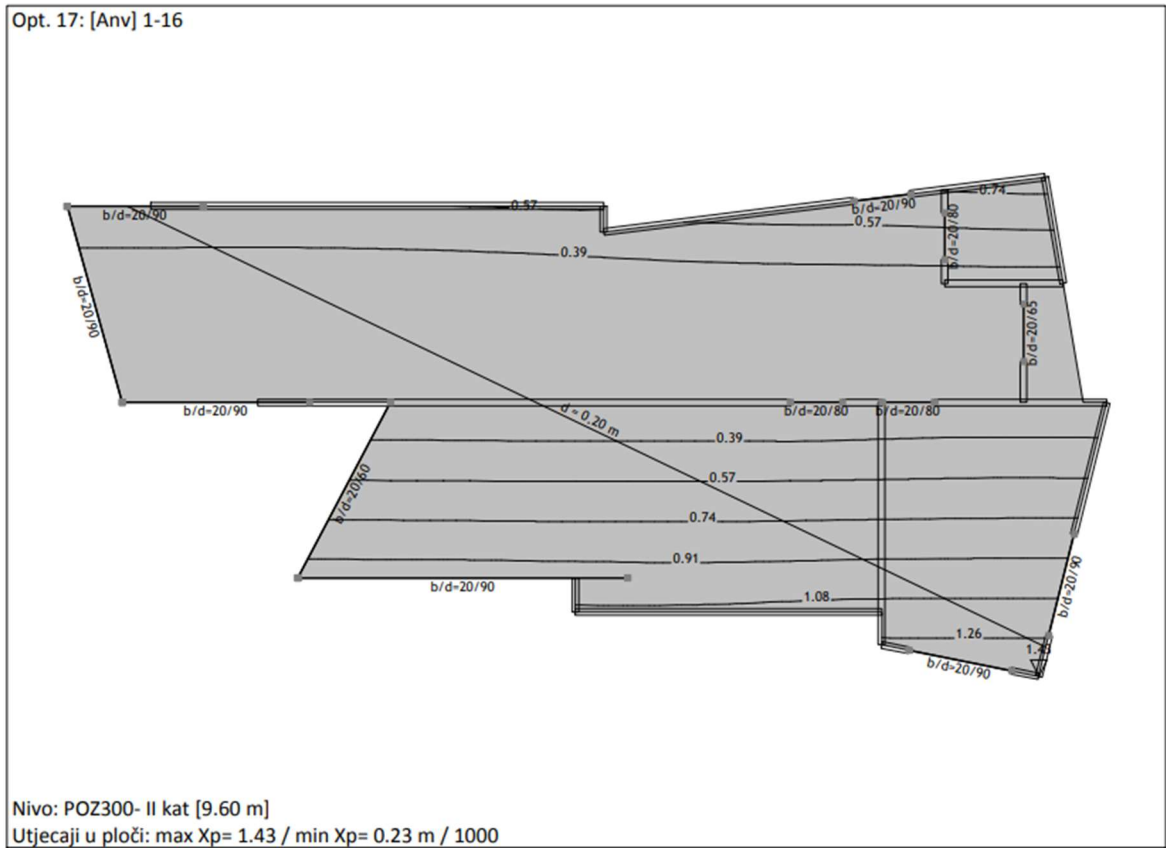 Opt. 17: [Anv] 1-16
0.74
b/d=20/90
0.57
b/d=20/90
0.57
b/d=20/80
0.39
b/d=20/90
b/d=20/65
b/d=20/90
d = 0.20 m
b/d=20/80
b/d=20/80
0.39
0.57
b/d=20/60
0.74
0.91
b/d=20/90
b/d=20/90
1.08
1.26
1.43
b/d=20/90
Nivo: POZ300- II kat [9.60 m]
Utjecaji u ploči: max Xp= 1.43 / min Xp= 0.23 m / 1000